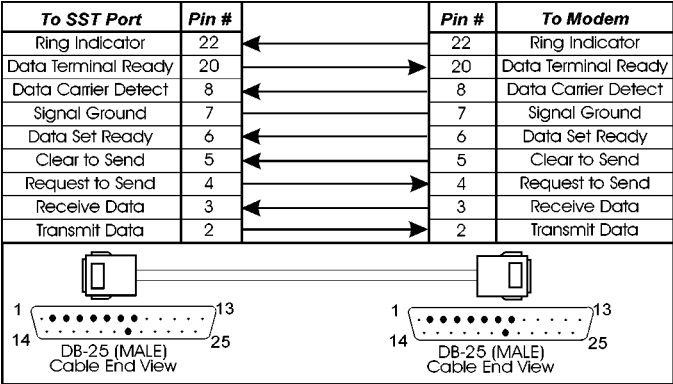 To SST Port Pin # Pin # To Modem
Ring Indicator 22 22 Ring Indicator
Data Terminal Ready 20 20 Data Terminal Ready
Data Carrier Detect 8 8 Data Carrier Detect
Signal Ground 7 7 Signal Ground
Data Set Ready 6 6 Data Set Ready
Clear to Send 5 5 Clear to Send
Request to Send 4 4 Request to Send
Receive Data 3 3 Receive Data
Transmit Data 2 2 Transmit Data
1 13 1 13
14 25 14 25
DB-25 (MALE) DB-25 (MALE)
Cable End View Cable End View